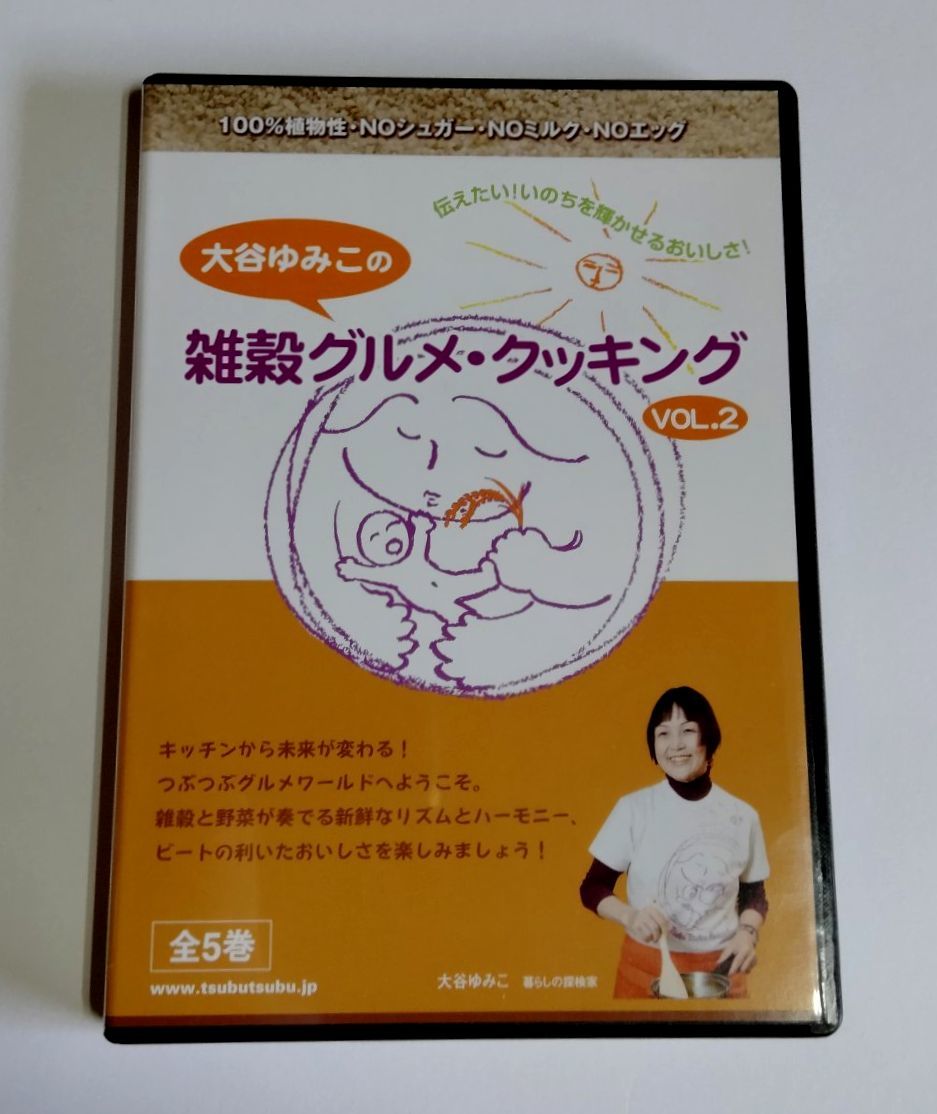 100%植物性・NOシュガー・NOミルク・NOエッグ
伝えたい!いのちを輝かせるおいしさ!
大谷ゆみこの
雑穀グルメ・クッキング
VOL.2
キッチンから未来が変わる!
つぶつぶグルメワールドへようこそ。
雑穀と野菜が奏でる新鮮なリズムとハーモニー、
ビートの利いたおいしさを楽しみましょう!
全5巻
www.tsubutsubu.jp
大谷ゆみこ 暮らしの探検家